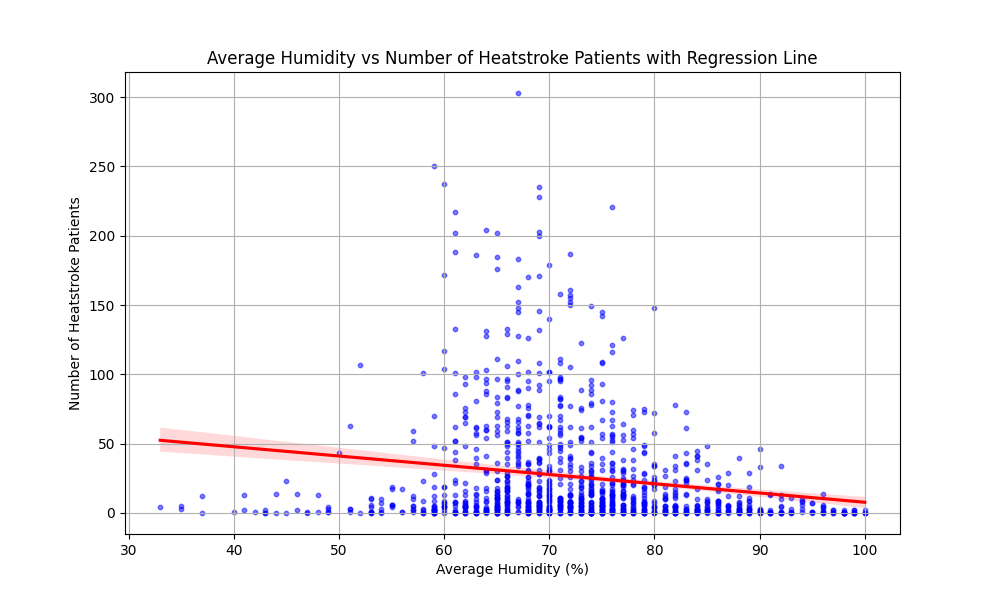 Average Humidity vs Number of Heatstroke Patients with Regression Line
Number of Heatstroke Patients
300
250
200
150
100
50
0
30 40 50 60 70 80 90 100
Average Humidity (%)